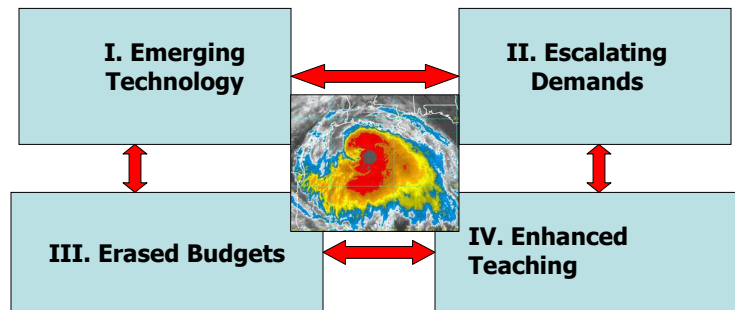 I. Emerging
Technology
II. Escalating
Demands
III. Erased Budgets
IV. Enhanced
Teaching